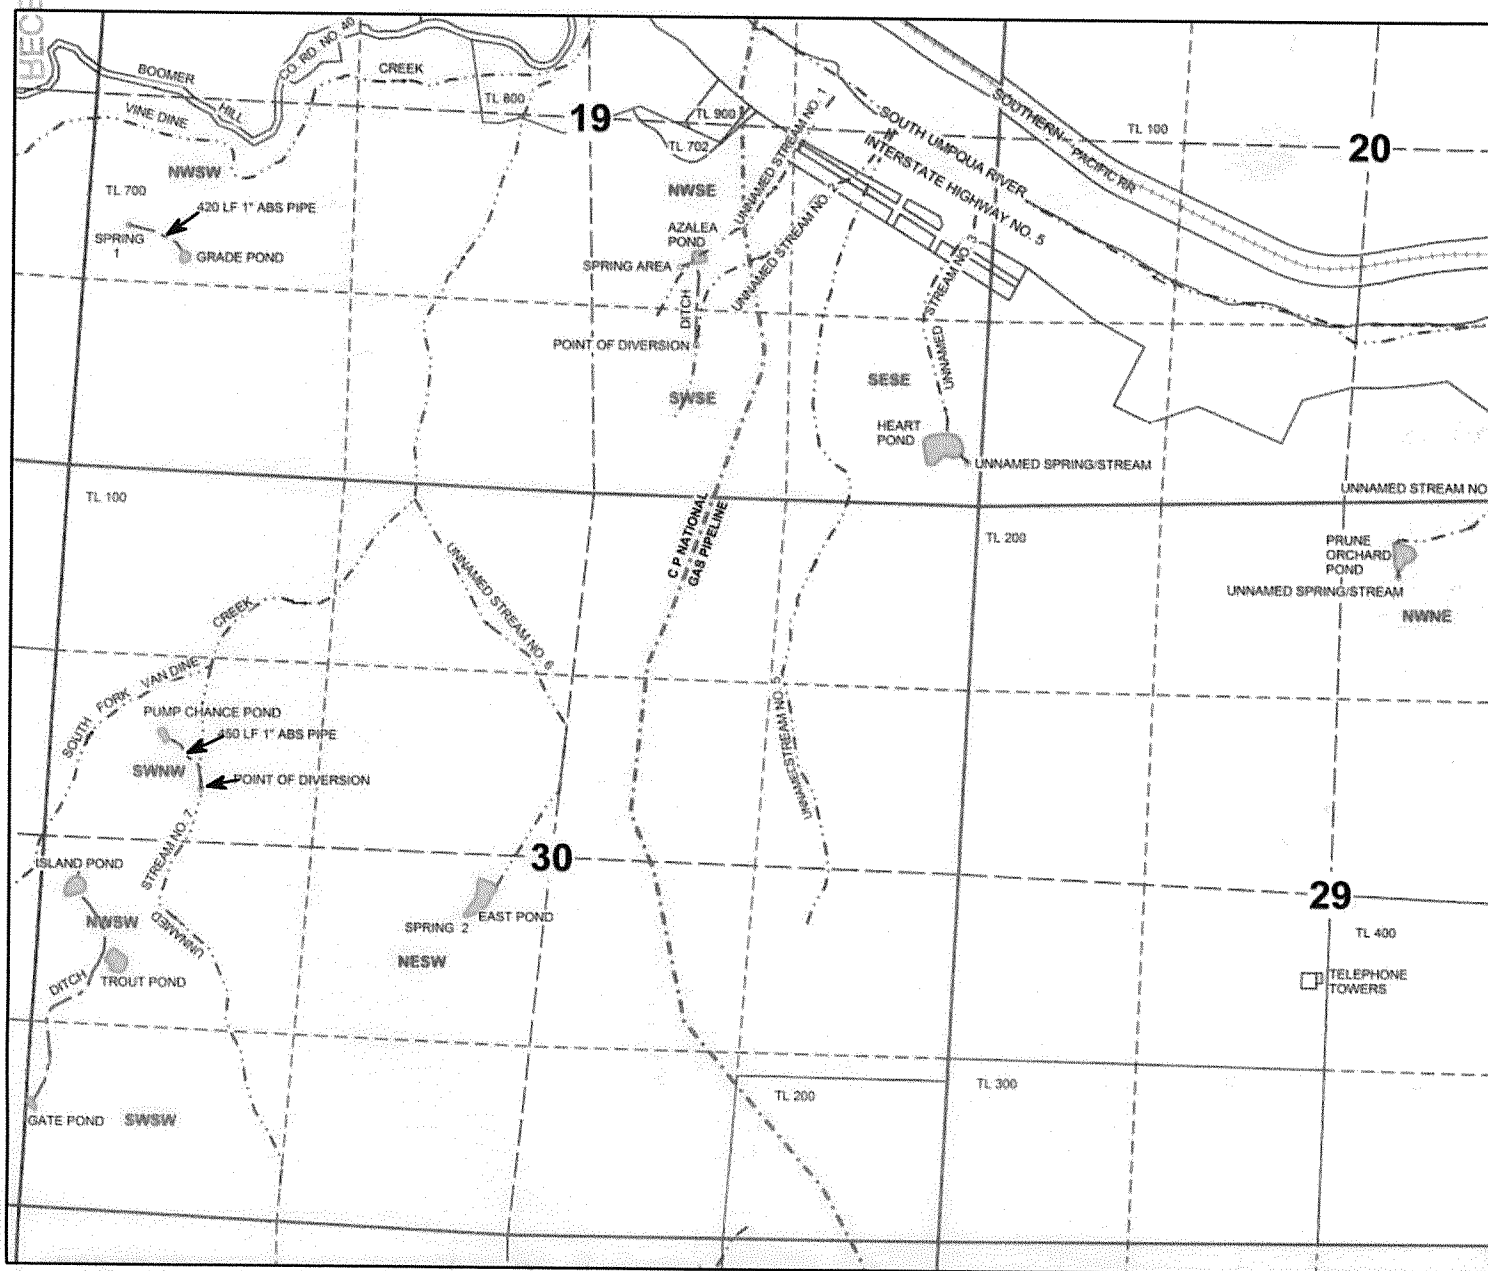 RECE
BOOMER
HILL
CO. RD. NO. 40
CREEK
VINE DINE
TL 800
19
TL 900
TL 702
SOUTHERN PACIFIC RR
TL 100
20
SOUTH UMPQUA RIVER
INTERSTATE HIGHWAY NO. 5
NWSW
TL 700
420 LF 1" ABS PIPE
SPRING
1
GRADE POND
NWSE
UNNAMED STREAM NO. 1
UNNAMED STREAM NO. 2
AZALEA
POND
SPRING AREA
DITCH
POINT OF DIVERSION
SWSE
UNNAMED STREAM NO. 3
SESE
HEART
POND
UNNAMED SPRING/STREAM
TL 100
C P NATIONAL
GAS PIPELINE
UNNAMED STREAM NO
TL 200
PRUNE
ORCHARD
POND
UNNAMED SPRING/STREAM
NWNE
UNNAMED STREAM NO. 6
SOUTH FORK VAN DINE CREEK
PUMP CHANCE POND
450 LF 1" ABS PIPE
SWNW
POINT OF DIVERSION
UNNAMED STREAM NO. 5
UNNAMED STREAM NO. 7
ISLAND POND
30
29
NWSW
EAST POND
SPRING 2
NESW
TL 400
DITCH
TROUT POND
TELEPHONE
TOWERS
TL 200
TL 300
GATE POND
SWSW